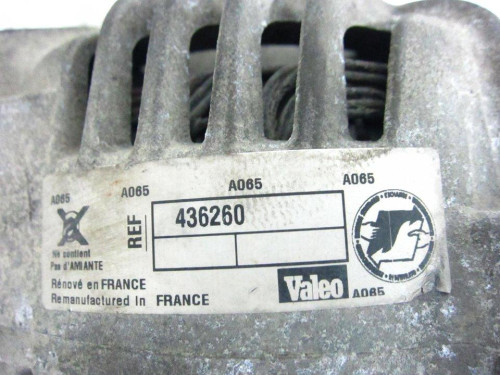 A065
A065
A065
A065
REF
436260
Ne contient
Pas d'AMIANTE
Rénové en FRANCE
Remanufactured in FRANCE
Valeo
A065